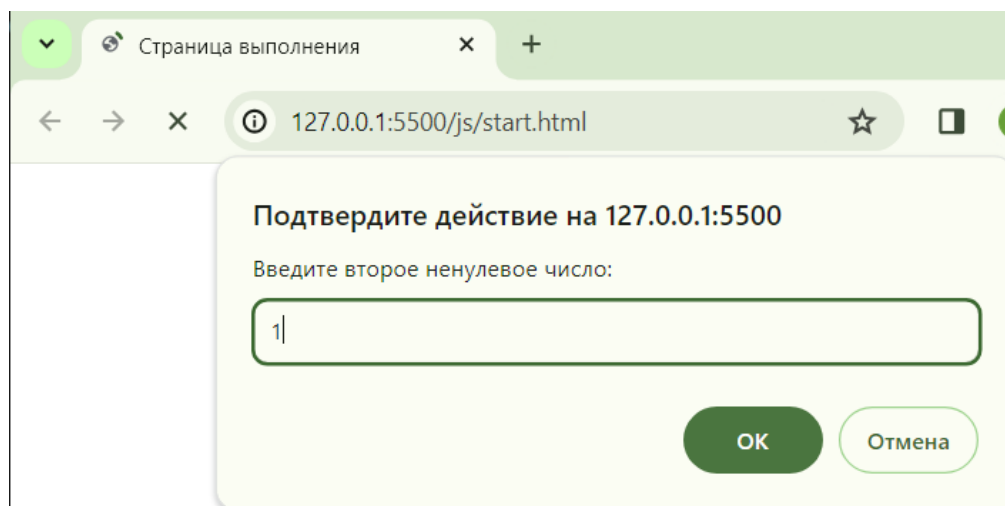 Страница выполнения
127.0.0.1:5500/js/start.html
Подтвердите действие на 127.0.0.1:5500
Введите второе ненулевое число:
1
ОК Отмена